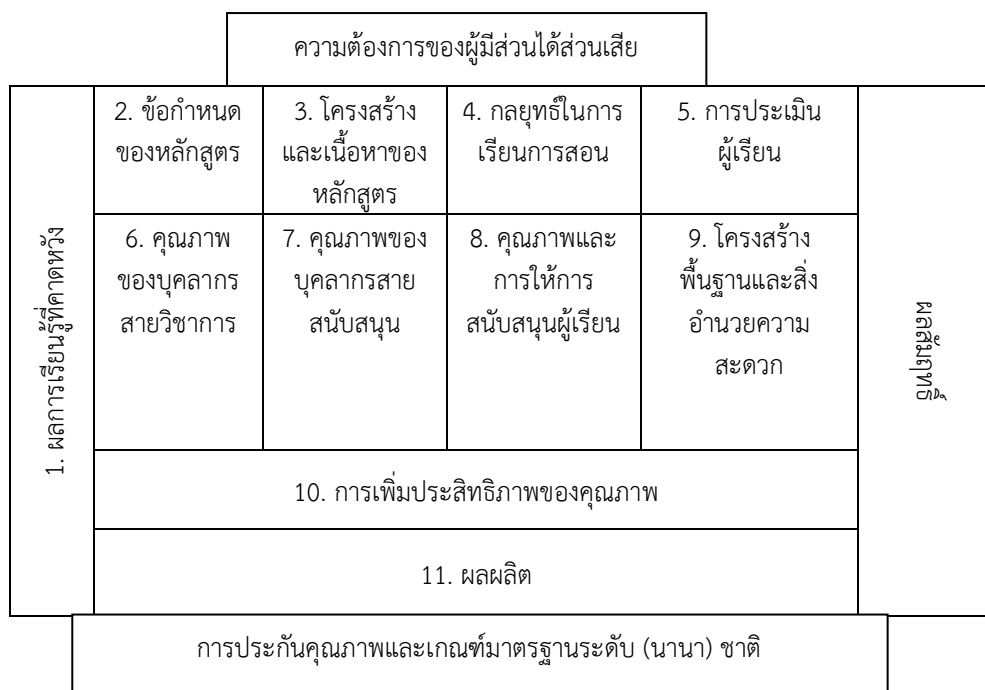 ความต้องการของผู้มีส่วนได้ส่วนเสีย
1. ผลการเรียนรู้ที่คาดหวัง
2. ข้อกำหนด
ของหลักสูตร
3. โครงสร้าง
และเนื้อหาของ
หลักสูตร
4. กลยุทธ์ในการ
เรียนการสอน
5. การประเมิน
ผู้เรียน
6. คุณภาพ
ของบุคลากร
สายวิชาการ
7. คุณภาพของ
บุคลากรสาย
สนับสนุน
8. คุณภาพและ
การให้การ
สนับสนุนผู้เรียน
9. โครงสร้าง
พื้นฐานและสิ่ง
อำนวยความ
สะดวก
10. การเพิ่มประสิทธิภาพของคุณภาพ
11. ผลผลิต
ผลสัมฤทธิ์
การประกันคุณภาพและเกณฑ์มาตรฐานระดับ (นานา) ชาติ